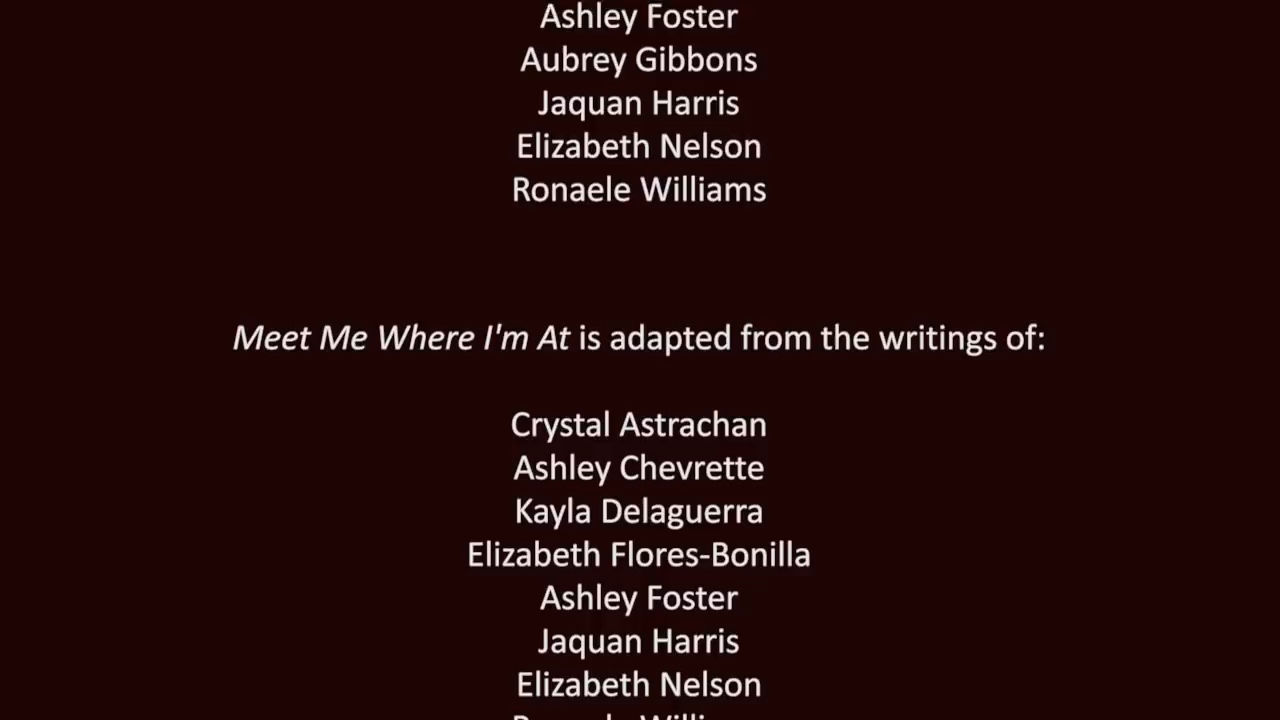 Ashley Foster
Aubrey Gibbons
Jaquan Harris
Elizabeth Nelson
Ronaele Williams
Meet Me Where I'm At is adapted from the writings of:
Crystal Astrachan
Ashley Chevrette
Kayla Delaguerra
Elizabeth Flores-Bonilla
Ashley Foster
Jaquan Harris
Elizabeth Nelson